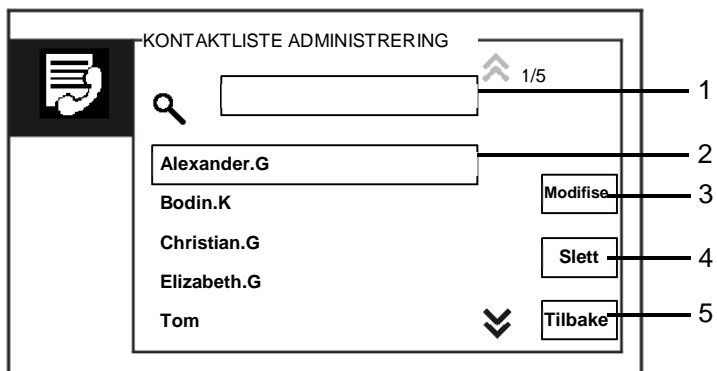 KONTAKTLISTE ADMINISTRERING
1/5
1
Alexander.G
2
Bodin.K
Modifise
3
Christian.G
Slett
4
Elizabeth.G
Tom
Tilbake
5